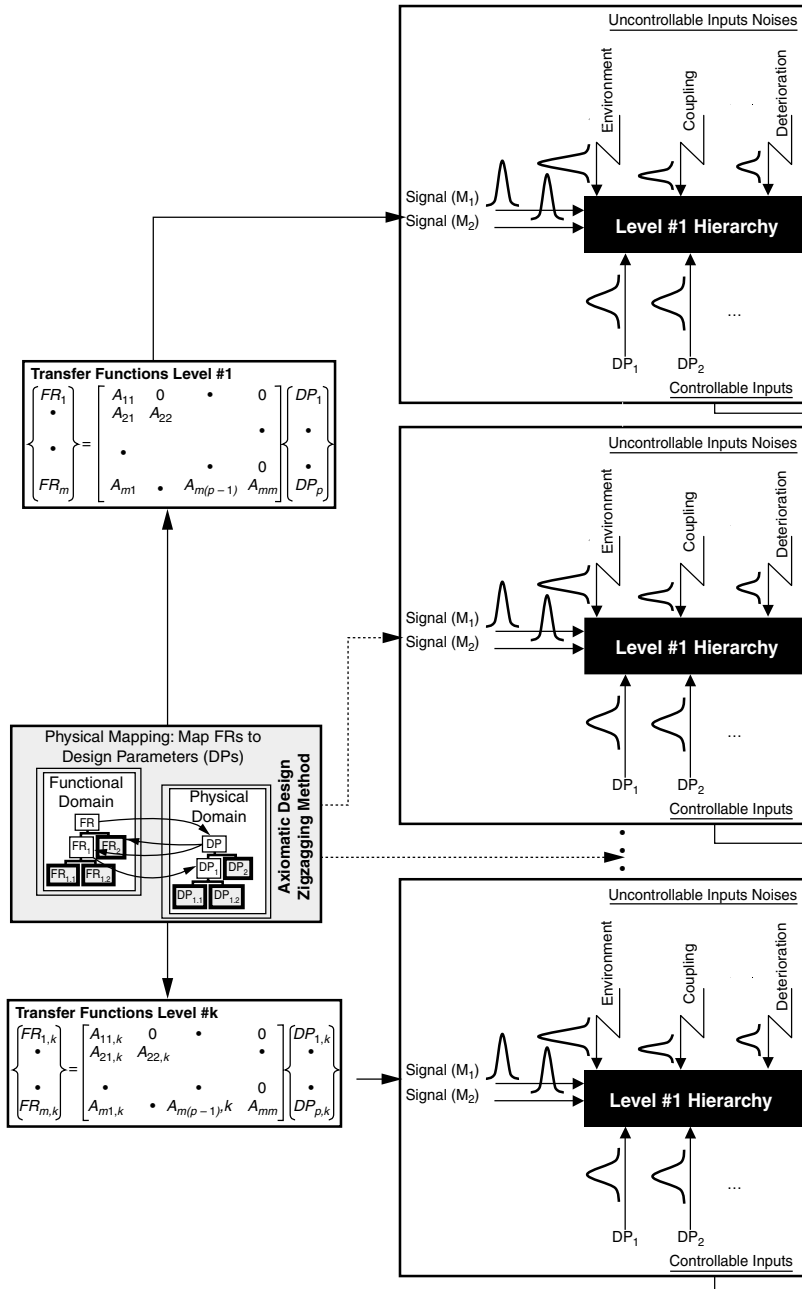 Uncontrollable Inputs Noises
Environment
Coupling
Deterioration
Signal (M₁)
Signal (M₂)
Level #1 Hierarchy
...
DP₁
DP₂
Controllable Inputs
Transfer Functions Level #1
FR₁ A₁₁ 0 • 0 DP₁
• A₂₁ A₂₂
• •
• = •
• 0 •
FRₘ Aₘ₁ • Aₘ₍ₚ₋₁₎ Aₘₘ DPₚ
Uncontrollable Inputs Noises
Environment
Coupling
Deterioration
Signal (M₁)
Signal (M₂)
Level #1 Hierarchy
...
DP₁
DP₂
Controllable Inputs
Physical Mapping: Map FRs to
Design Parameters (DPs)
Functional
Domain
Physical
Domain
FR
FR₁
FR₂
FR₁.₁
FR₁.₂
DP
DP₁
DP₂
DP₁.₁
DP₁.₂
Axiomatic Design
Zigzagging Method
Uncontrollable Inputs Noises
Environment
Coupling
Deterioration
Signal (M₁)
Signal (M₂)
Level #1 Hierarchy
...
DP₁
DP₂
Controllable Inputs
Transfer Functions Level #k
FR₁,ₖ A₁₁,ₖ 0 • 0 DP₁,ₖ
• A₂₁,ₖ A₂₂,ₖ • •
=
• • • 0 •
FRₘ,ₖ Aₘ₁,ₖ • Aₘ₍ₚ₋₁₎,k Aₘₘ DPₚ,ₖ